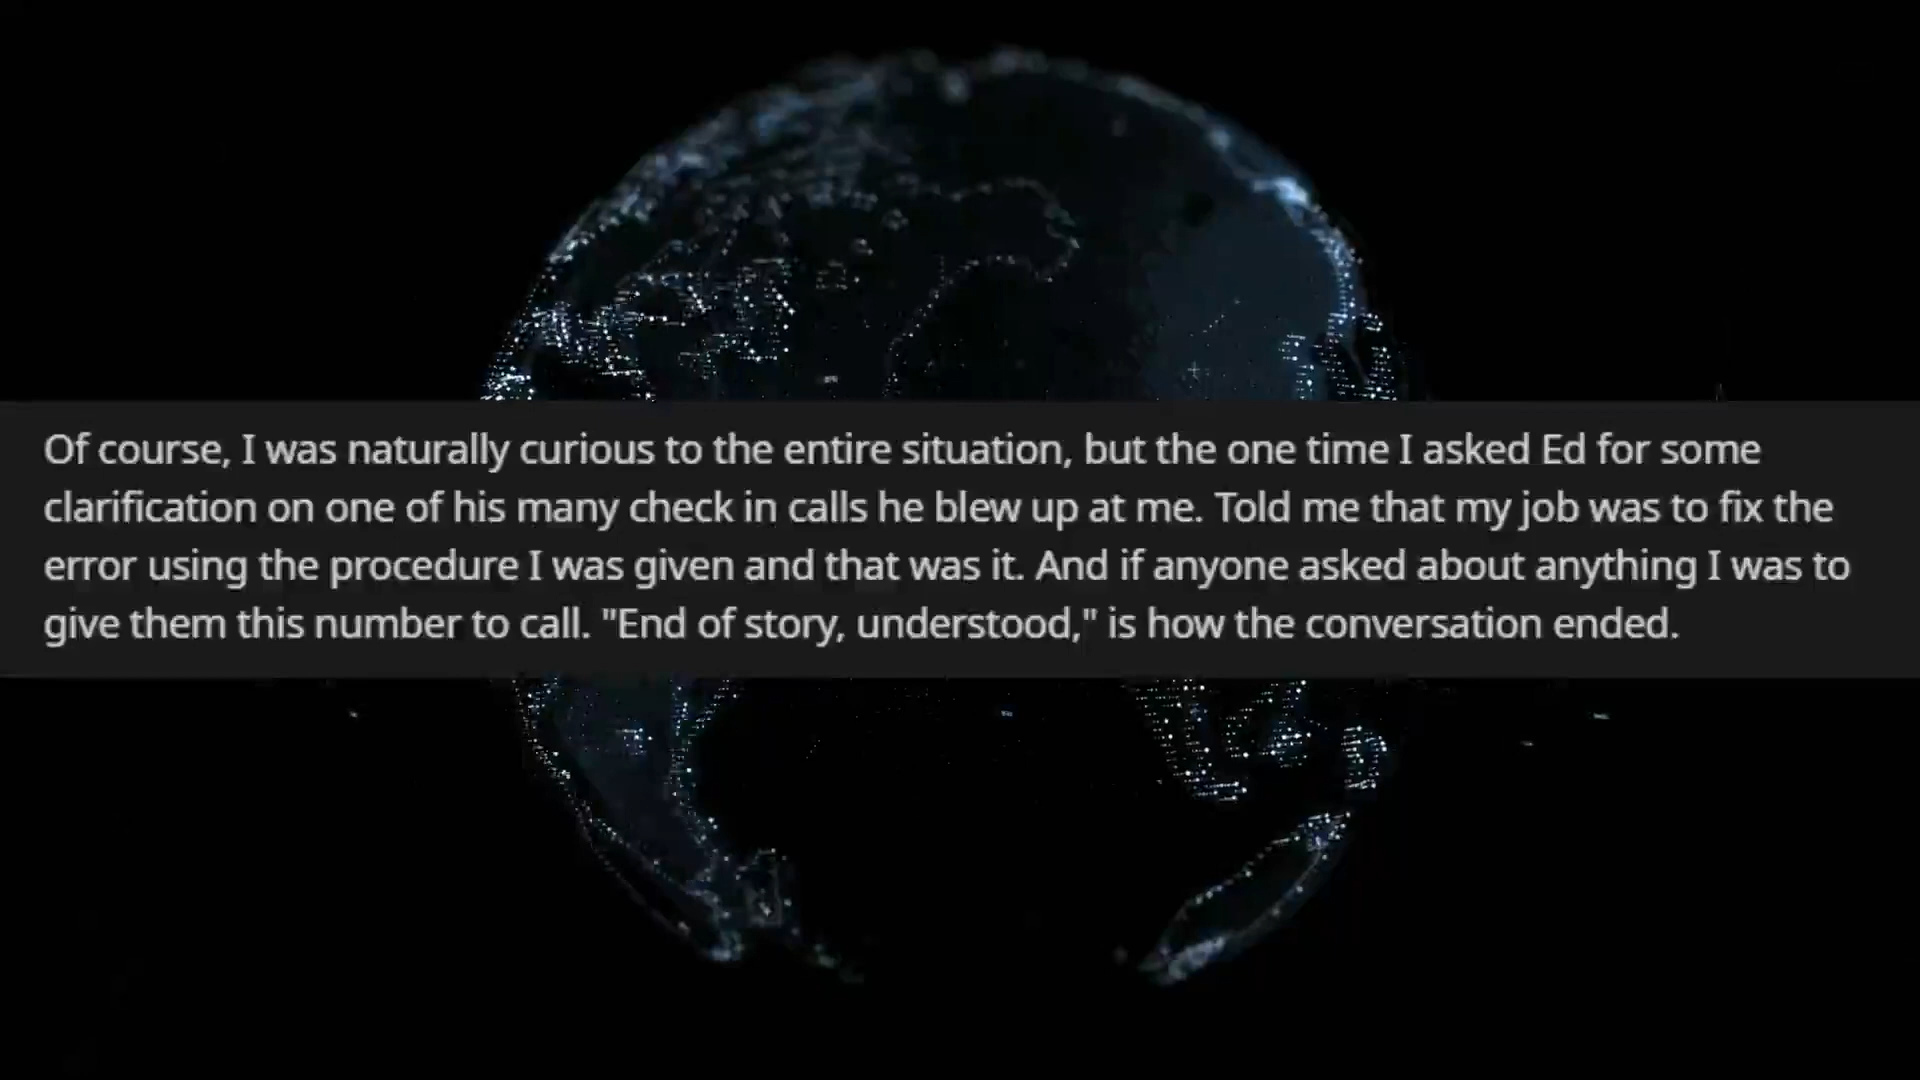 Of course, I was naturally curious to the entire situation, but the one time I asked Ed for some
clarification on one of his many check in calls he blew up at me. Told me that my job was to fix the
error using the procedure I was given and that was it. And if anyone asked about anything I was to
give them this number to call. "End of story, understood," is how the conversation ended.